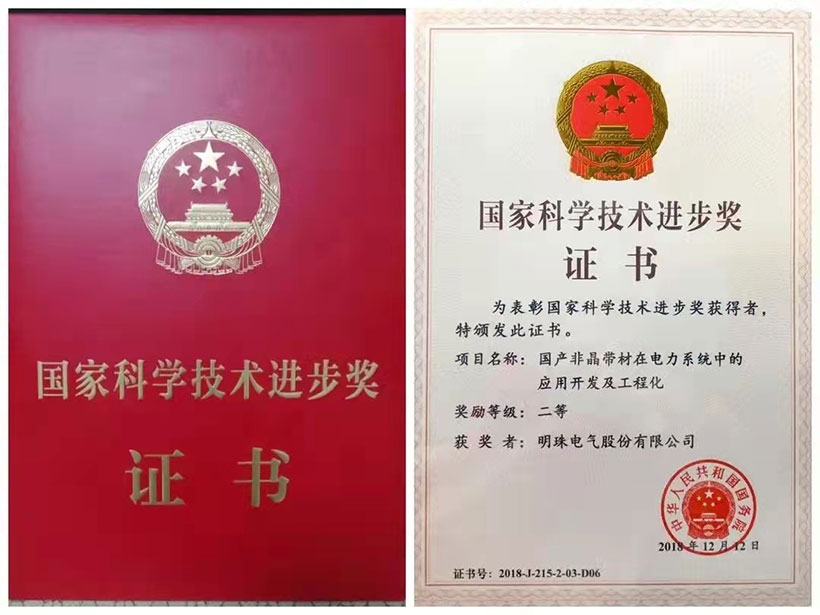 国家科学技术进步奖
证书
国家科学技术进步奖
证书
为表彰国家科学技术进步奖获得者，
特颁发此证书。
项目名称：国产非晶带材在电力系统中的
应用开发及工程化
奖励等级：二等
获奖者：明珠电气股份有限公司
中华人民共和国国务院
2018年12月12日
证书号：2018-J-215-2-03-D06